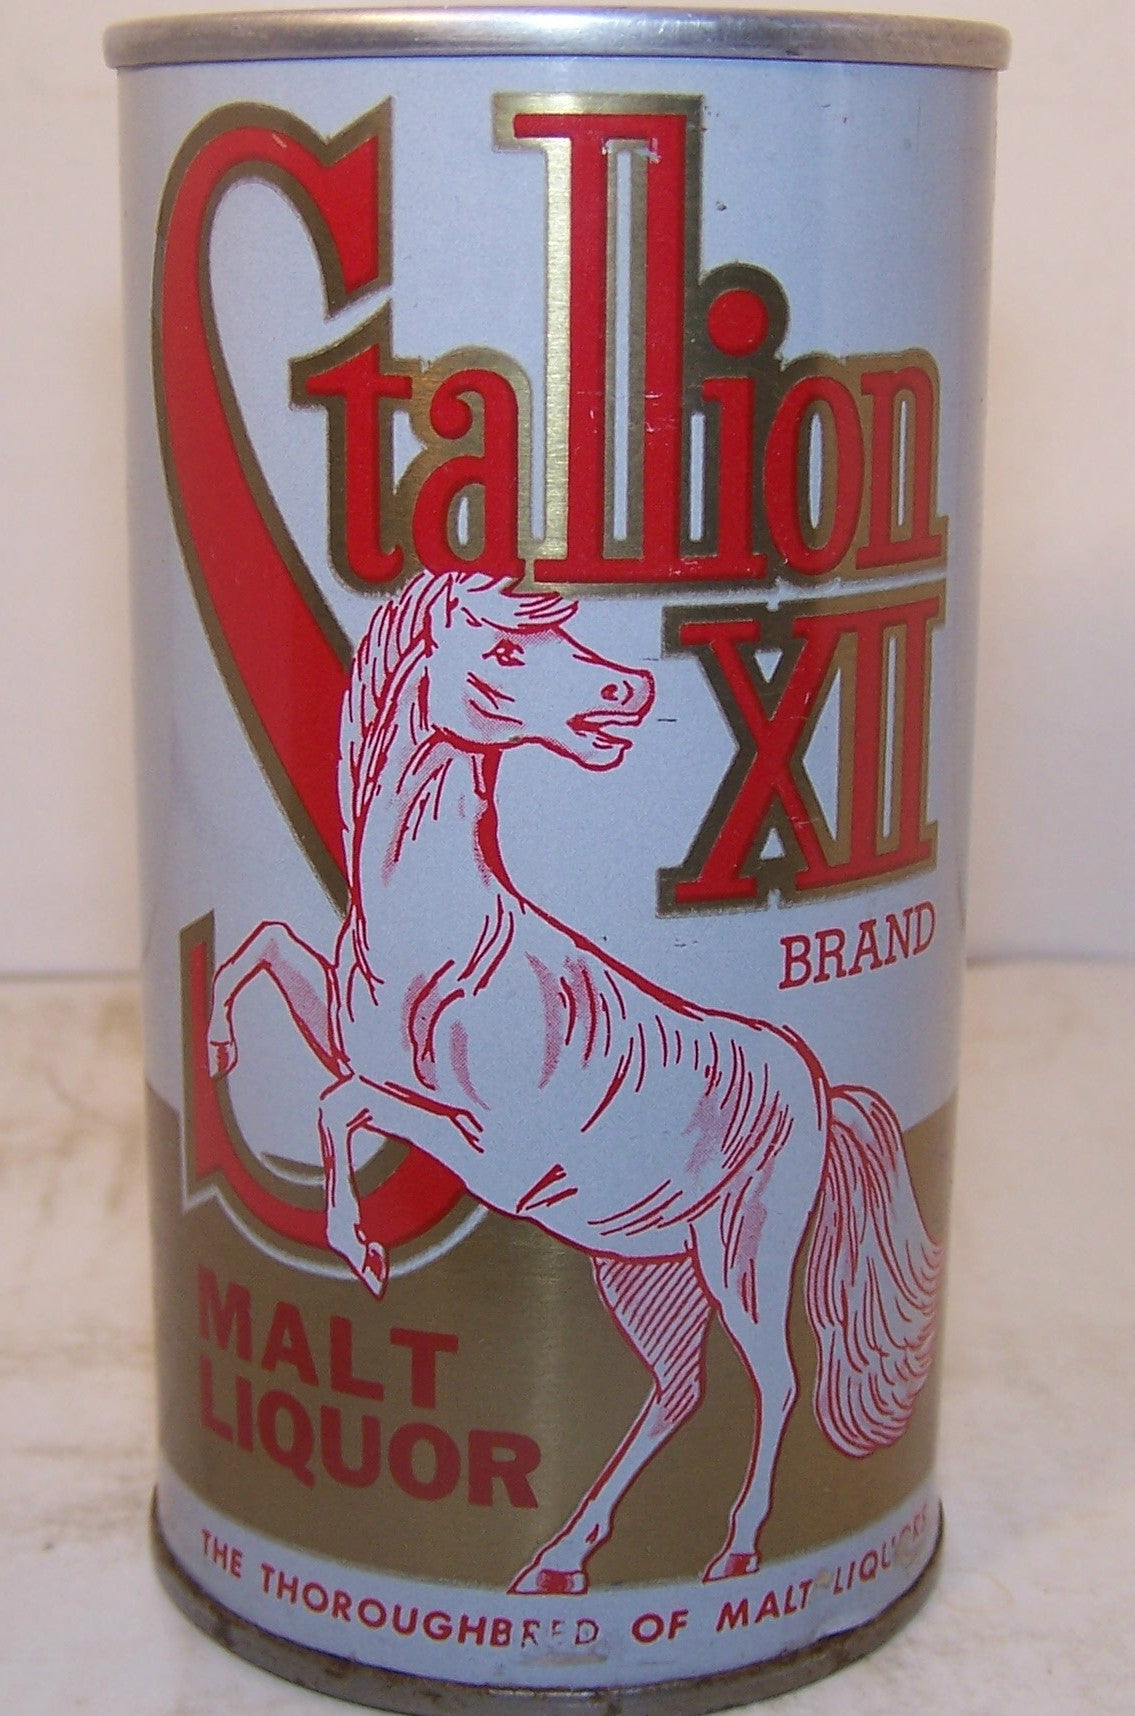 Stallion
XII
BRAND
MALT
LIQUOR
THE THOROUGHBRED OF MALT LIQUORS